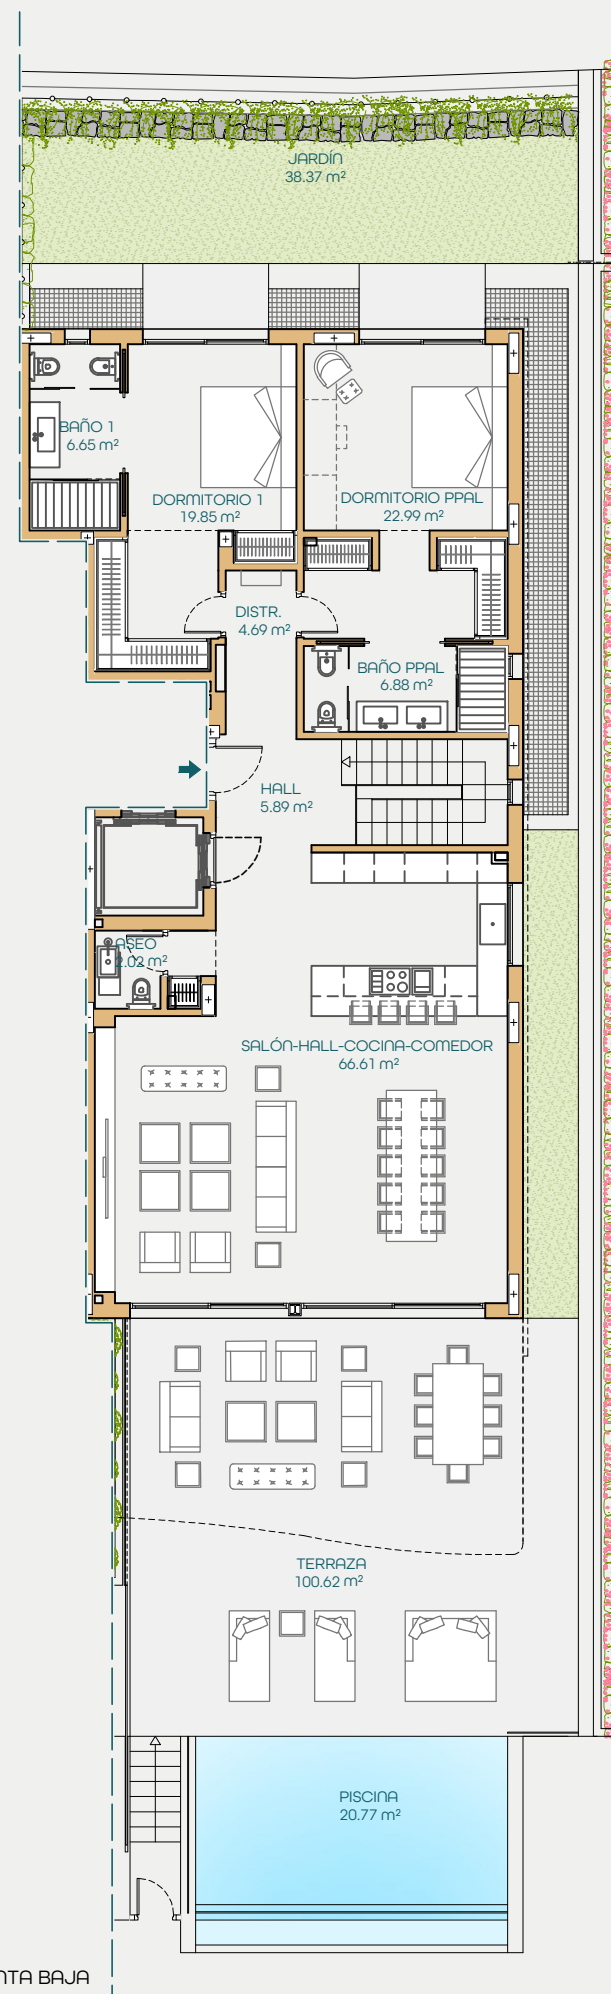 JARDÍN
38.37 m²
BAÑO 1
6.65 m²
DORMITORIO 1
19.85 m²
DORMITORIO PPAL
22.99 m²
DISTR.
4.69 m²
BAÑO PPAL
6.88 m²
HALL
5.89 m²
ASEO
2.02 m²
SALÓN-HALL-COCINA-COMEDOR
66.61 m²
TERRAZA
100.62 m²
PISCINA
20.77 m²
NTA BAJA